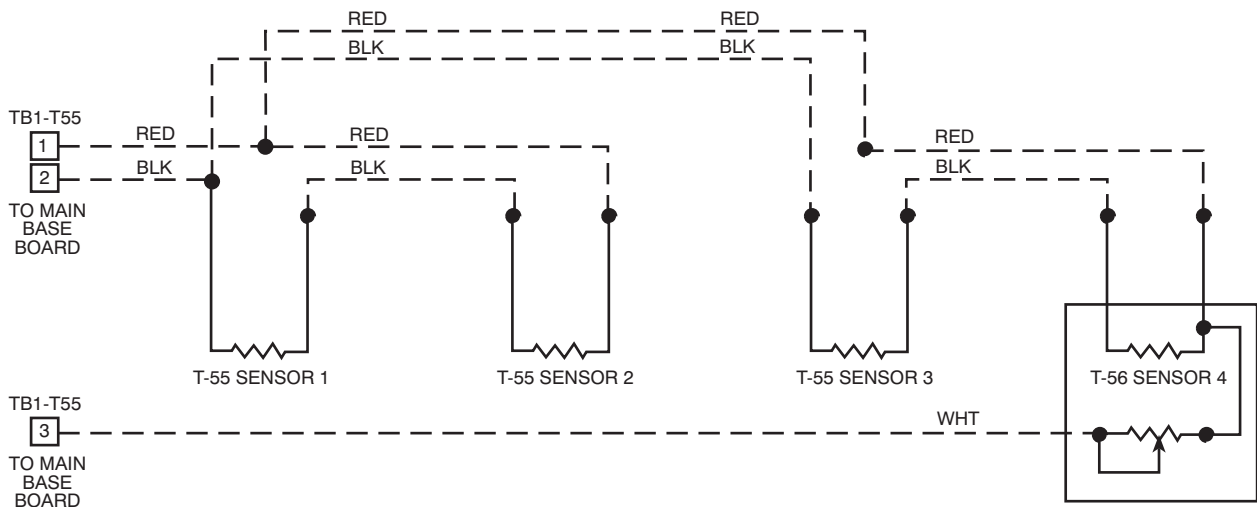 RED
RED
BLK
BLK
TB1-T55
1
RED
RED
RED
2
BLK
BLK
BLK
TO MAIN
BASE
BOARD
T-55 SENSOR 1
T-55 SENSOR 2
T-55 SENSOR 3
T-56 SENSOR 4
TB1-T55
3
WHT
TO MAIN
BASE
BOARD